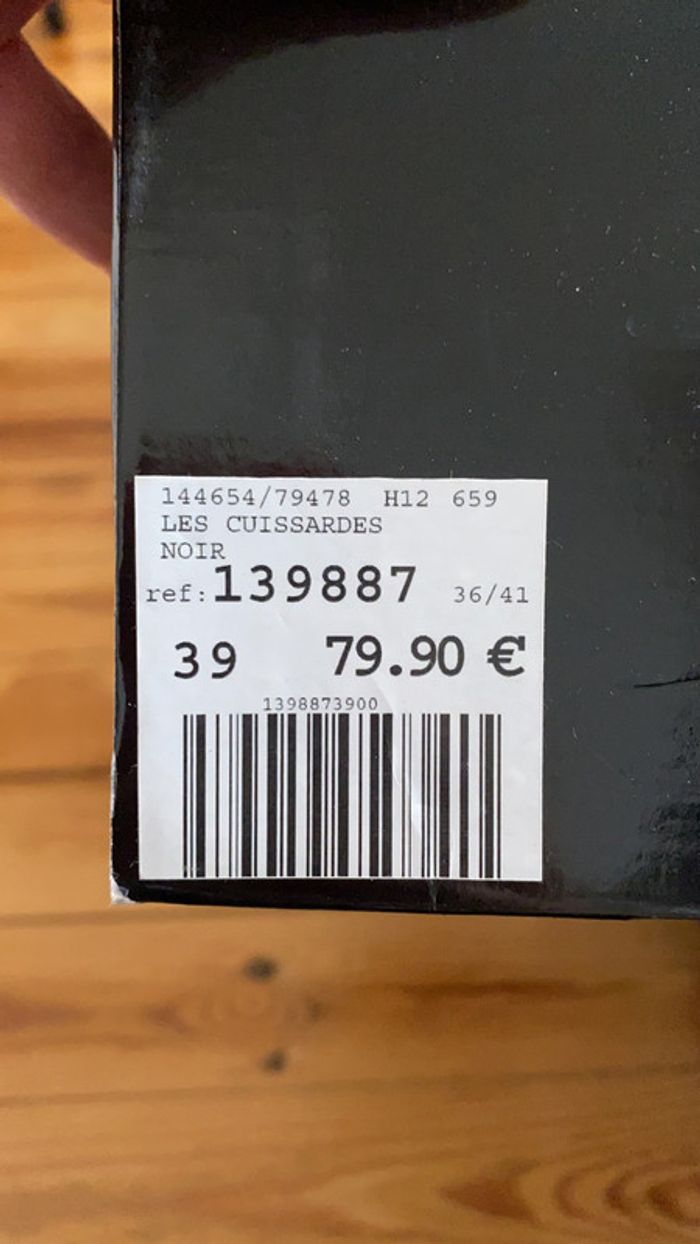 144654/79478 H12 659
LES CUISSARDES
NOIR
ref:139887 36/41
39 79.90 €
1398873900